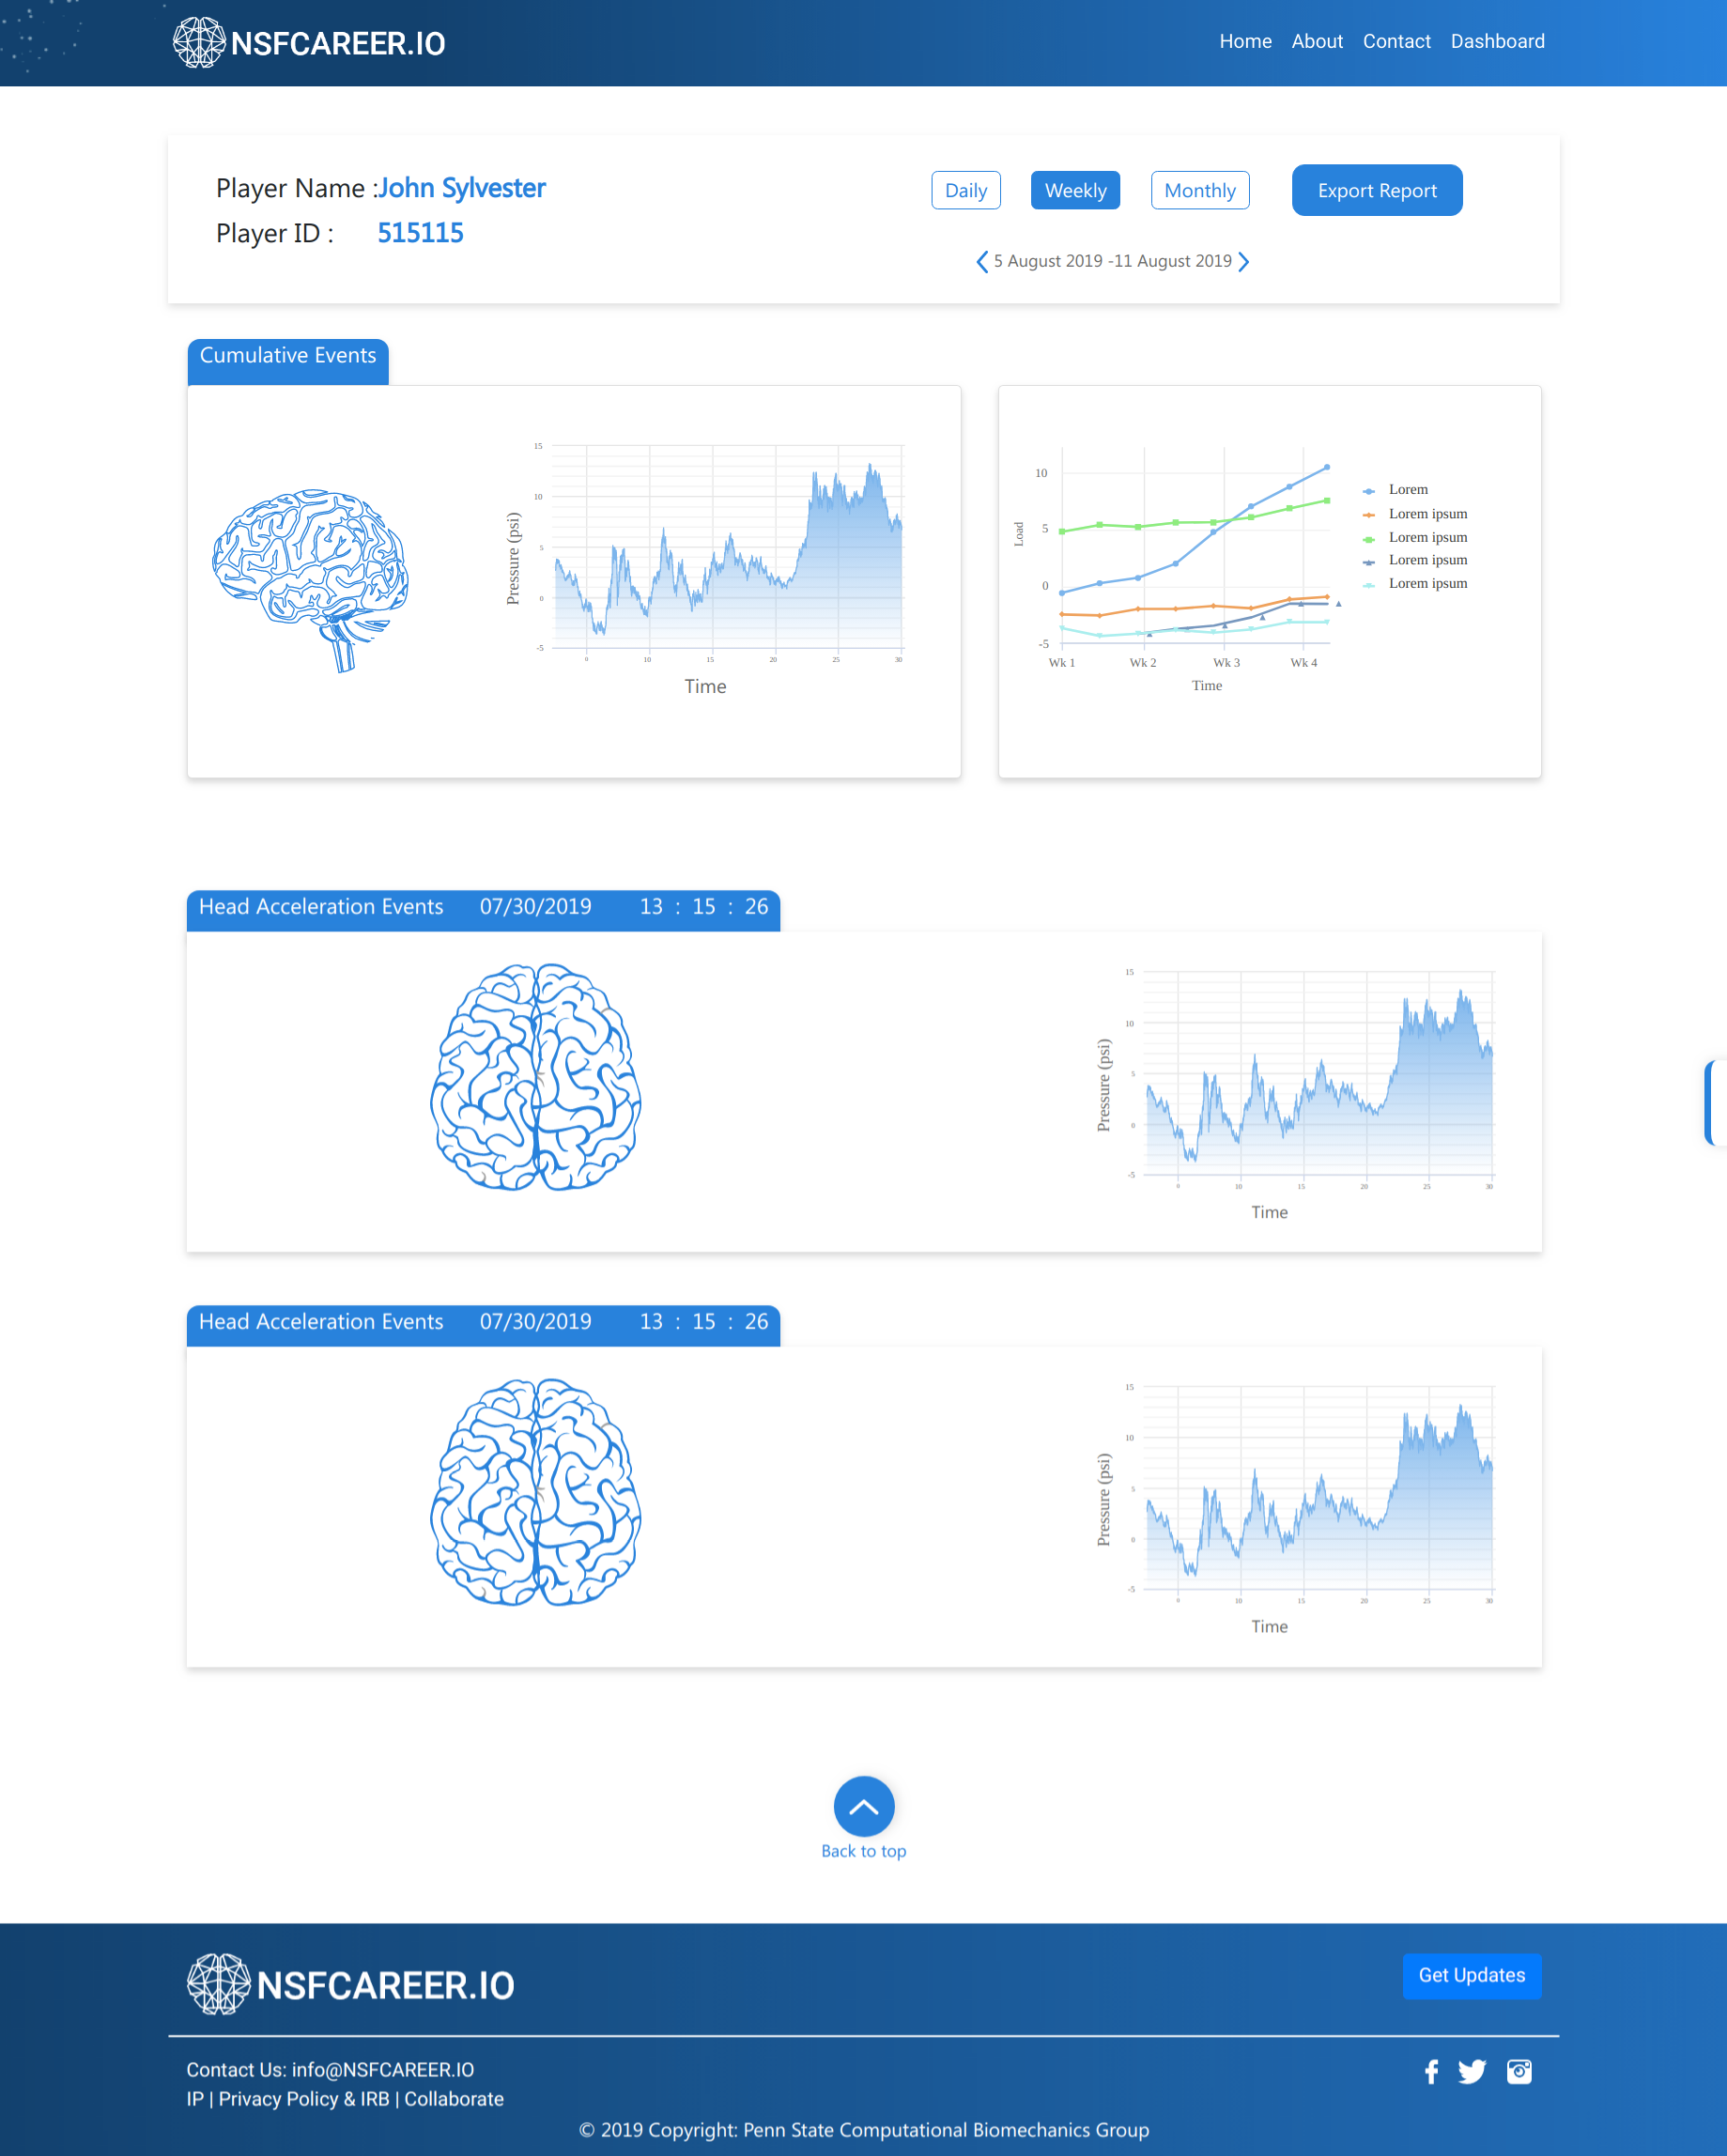 NSFCAREER.IO
Home About Contact Dashboard
Player Name :John Sylvester
Player ID : 515115
Daily Weekly Monthly Export Report
5 August 2019 -11 August 2019
Cumulative Events
15
10
5
0
-5
Pressure (psi)
0 10 15 20 25 30
Time
10
5
0
-5
Load
Wk 1 Wk 2 Wk 3 Wk 4
Time
Lorem
Lorem ipsum
Lorem ipsum
Lorem ipsum
Lorem ipsum
Head Acceleration Events 07/30/2019 13 : 15 : 26
15
10
5
0
-5
Pressure (psi)
0 10 15 20 25 30
Time
Head Acceleration Events 07/30/2019 13 : 15 : 26
15
10
5
0
-5
Pressure (psi)
0 10 15 20 25 30
Time
Back to top
NSFCAREER.IO
Get Updates
Contact Us: info@NSFCAREER.IO
IP | Privacy Policy & IRB | Collaborate
© 2019 Copyright: Penn State Computational Biomechanics Group